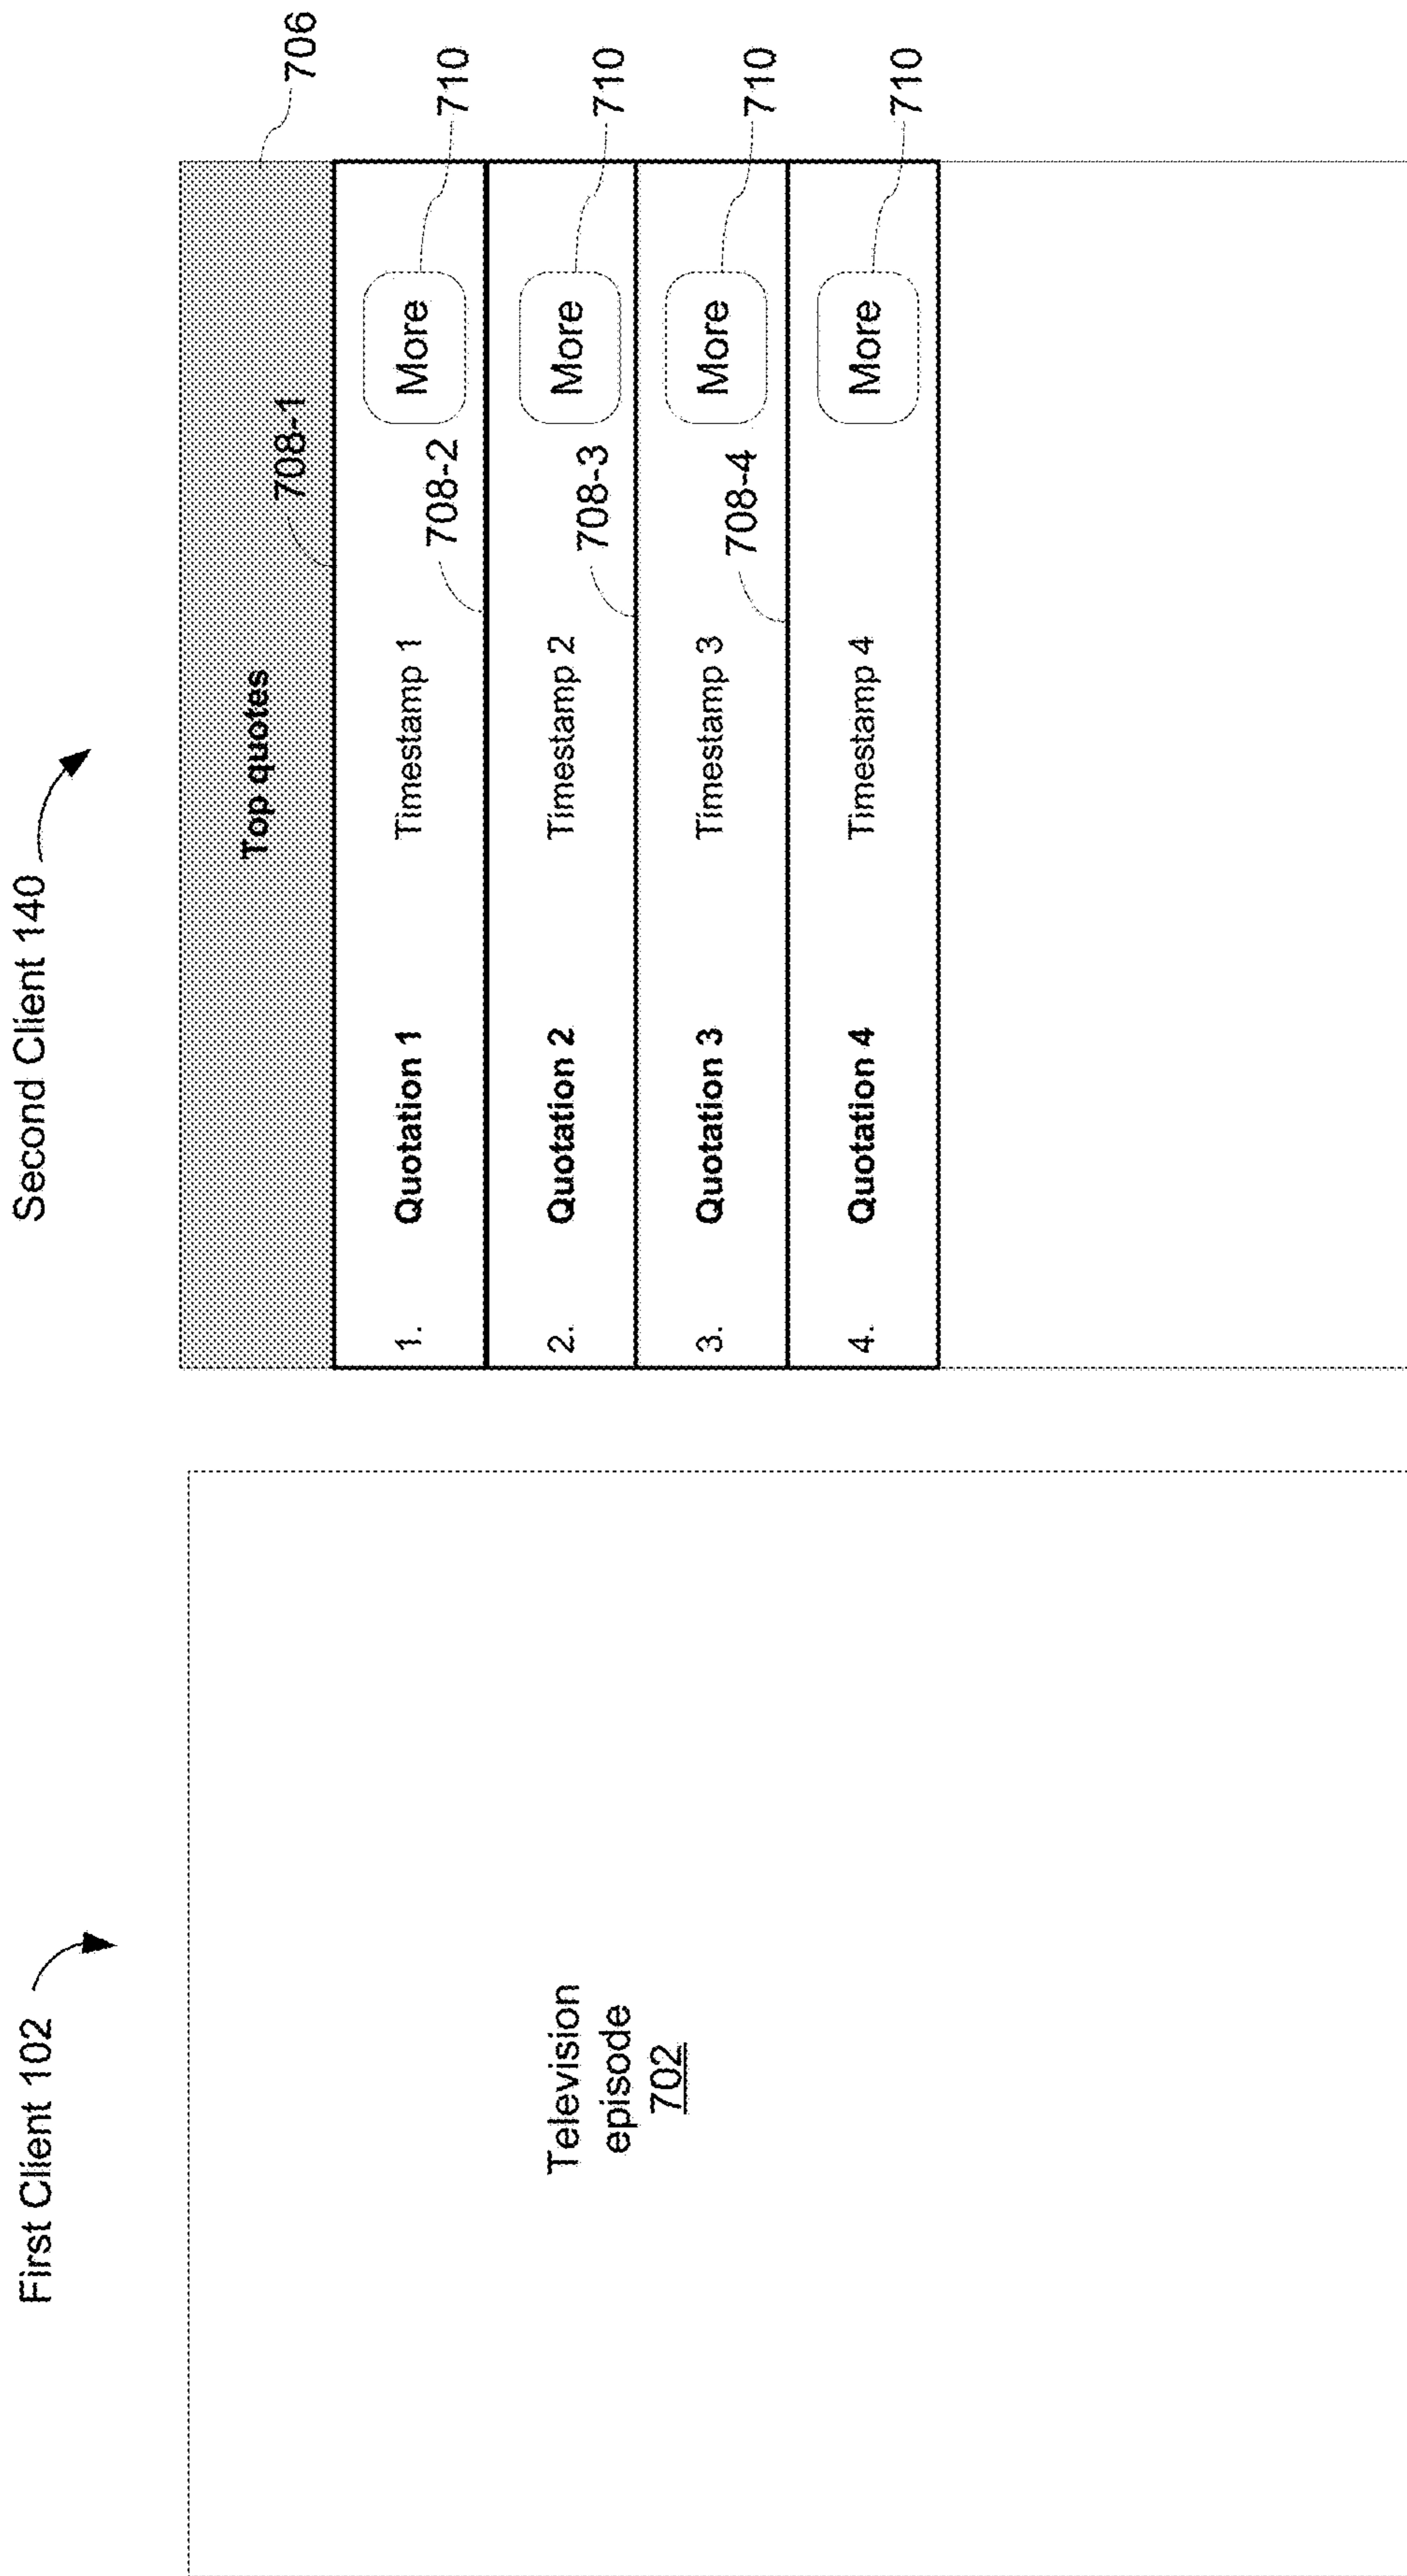 First Client 102
Second Client 140
Television
episode
702
706
Top quotes
708-1
1. Quotation 1 Timestamp 1 More
710
708-2
2. Quotation 2 Timestamp 2 More
710
708-3
3. Quotation 3 Timestamp 3 More
710
708-4
4. Quotation 4 Timestamp 4 More
710